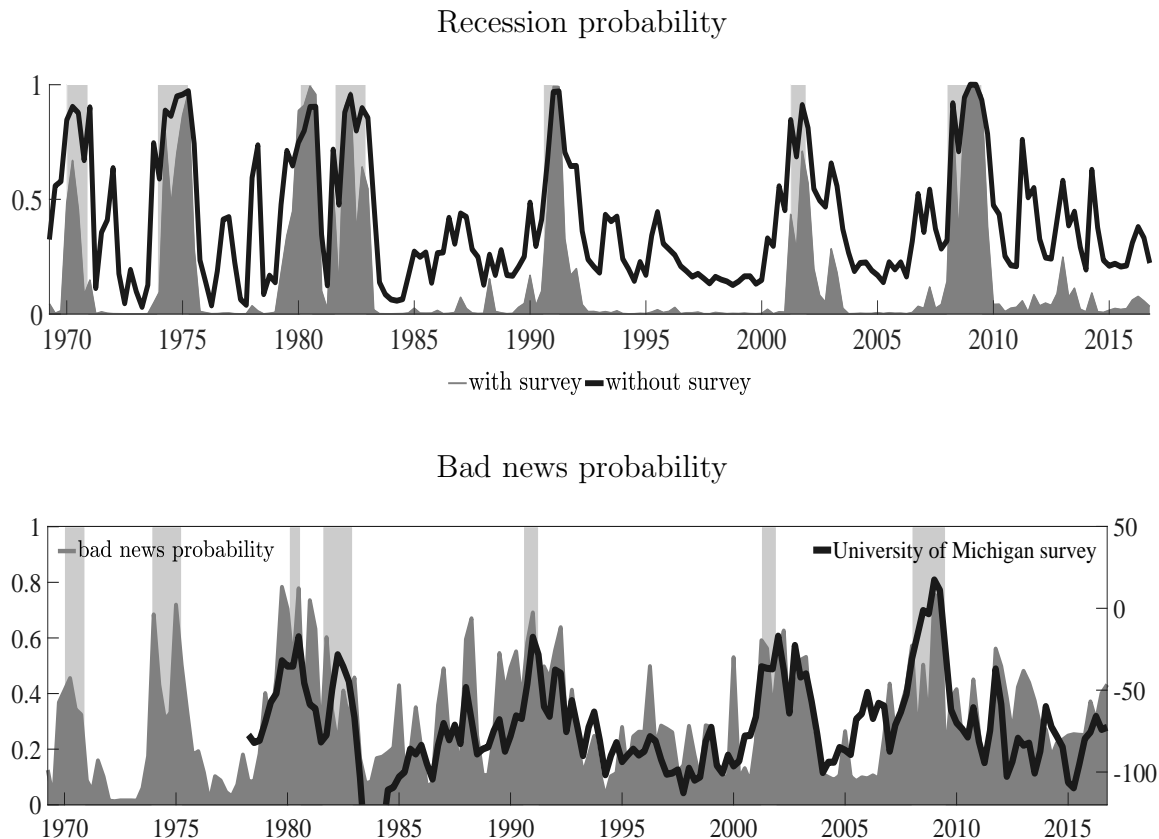 Recession probability
1
0.5
0
1970 1975 1980 1985 1990 1995 2000 2005 2010 2015
with survey without survey
Bad news probability
1 50
bad news probability University of Michigan survey
0.8
0
0.6
0.4 -50
0.2
-100
0
1970 1975 1980 1985 1990 1995 2000 2005 2010 2015